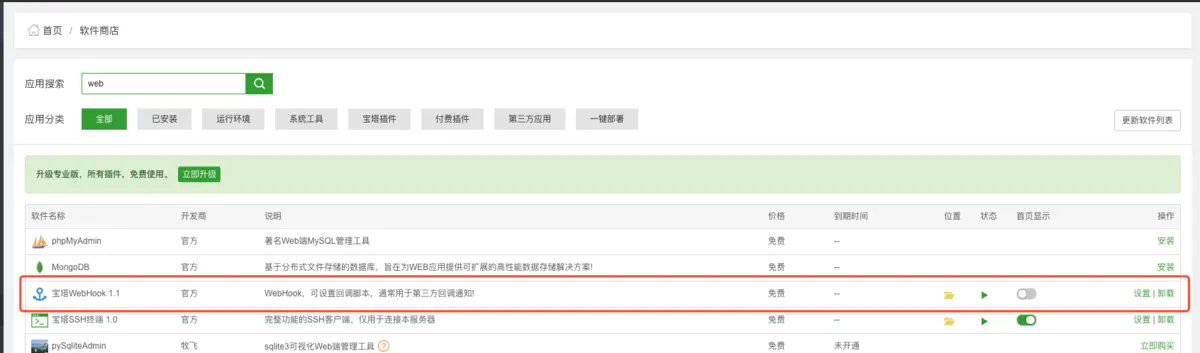 首页 / 软件商店
应用搜索 web
应用分类 全部 已安装 运行环境 系统工具 宝塔插件 付费插件 第三方应用 一键部署 更新软件列表
升级专业版，所有插件，免费使用。 立即升级
软件名称 开发商 说明 价格 到期时间 位置 状态 首页显示 操作
phpMyAdmin 官方 著名Web端MySQL管理工具 免费 -- 安装
MongoDB 官方 基于分布式文件存储的数据库，旨在为WEB应用提供可扩展的高性能数据存储解决方案! 免费 -- 安装
宝塔WebHook 1.1 官方 WebHook，可设置回调脚本，通常用于第三方回调通知! 免费 -- 设置 | 卸载
宝塔SSH终端 1.0 官方 完整功能的SSH客户端，仅用于连接本服务器 免费 -- 设置 | 卸载
pySqliteAdmin 牧飞 sqlite3可视化Web端管理工具 ? 免费 未开通 立即购买